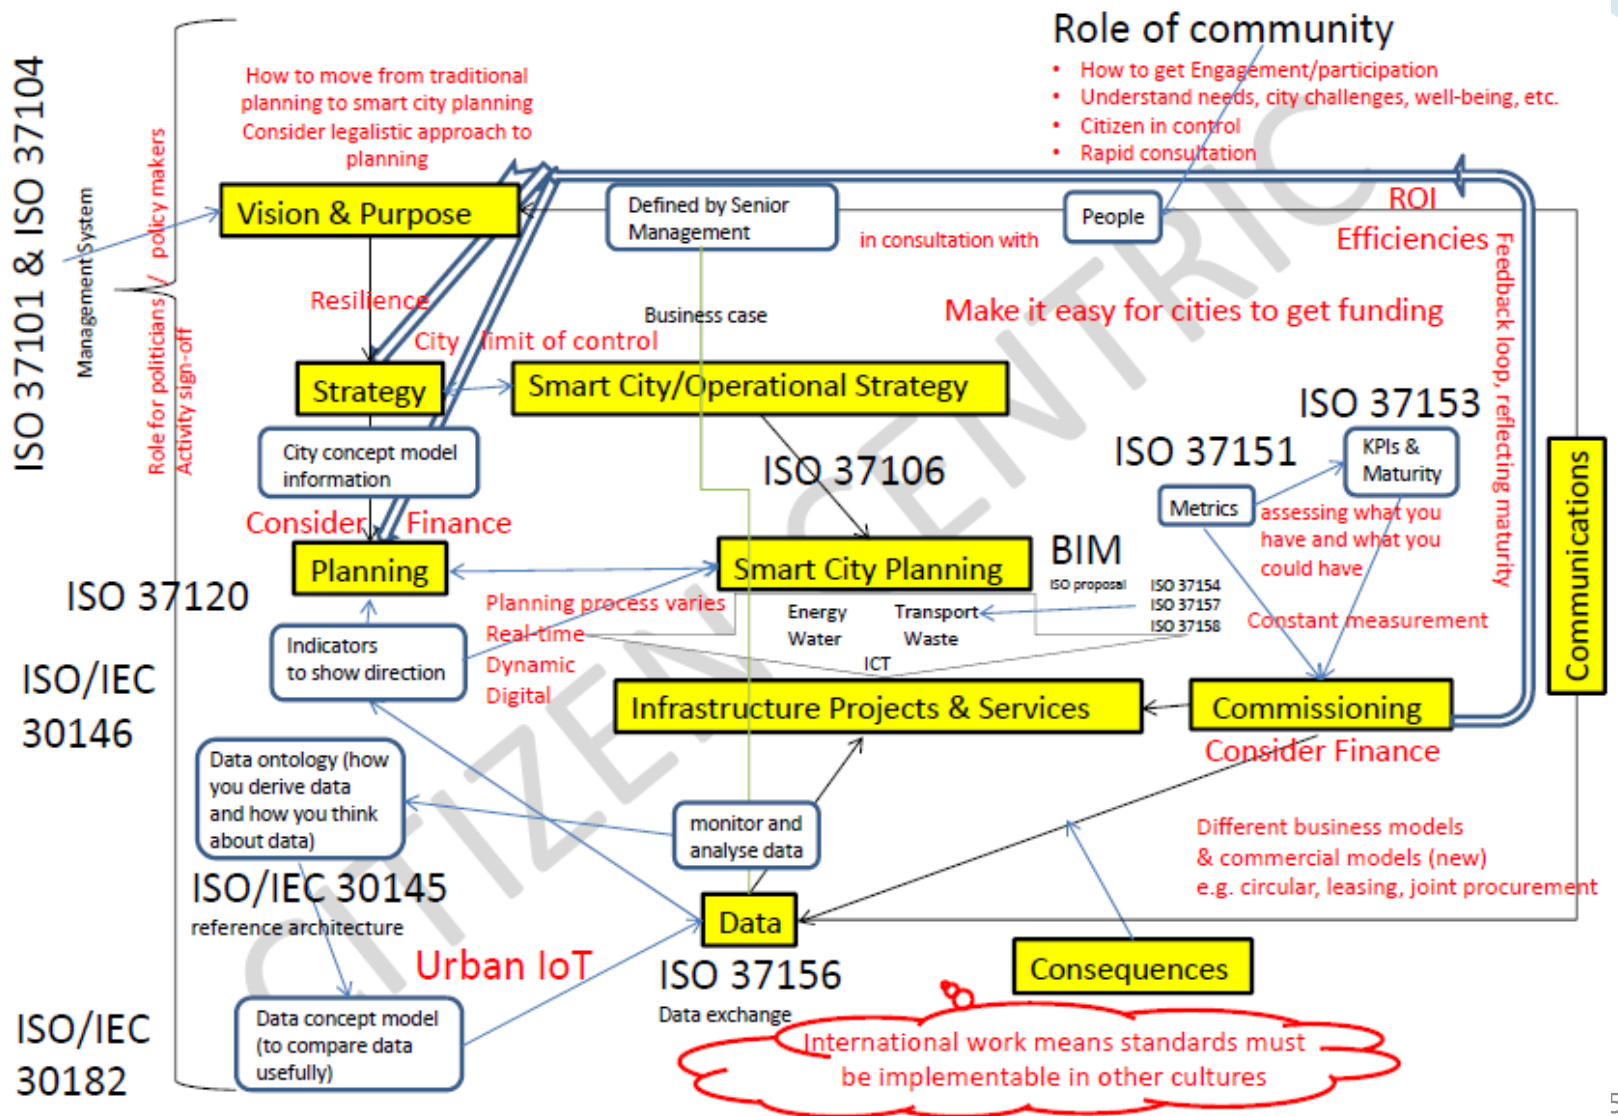 Role of community
• How to get Engagement/participation
• Understand needs, city challenges, well-being, etc.
• Citizen in control
• Rapid consultation
ISO 37101 & ISO 37104
Management System
Role for politicians / policy makers
Activity sign-off
How to move from traditional
planning to smart city planning
Consider legalistic approach to
planning
Vision & Purpose
Defined by Senior
Management
in consultation with
People
ROI
Efficiencies
Feedback loop, reflecting maturity
Resilience
Business case
Make it easy for cities to get funding
City limit of control
Strategy
Smart City/Operational Strategy
City concept model
information
ISO 37106
ISO 37151
ISO 37153
KPIs &
Maturity
Metrics
assessing what you
have and what you
could have
Communications
Consider Finance
Planning
Smart City Planning
BIM
ISO proposal
ISO 37154
ISO 37157
ISO 37158
ISO 37120
Planning process varies
Real-time
Dynamic
Digital
Energy
Transport
Water
Waste
ICT
Constant measurement
Indicators
to show direction
ISO/IEC
30146
Infrastructure Projects & Services
Commissioning
Consider Finance
Data ontology (how
you derive data
and how you think
about data)
monitor and
analyse data
Different business models
& commercial models (new)
e.g. circular, leasing, joint procurement
ISO/IEC 30145
reference architecture
Data
Urban IoT
ISO 37156
Data exchange
Consequences
ISO/IEC
30182
Data concept model
(to compare data
usefully)
International work means standards must
be implementable in other cultures
CITIZEN CENTRIC